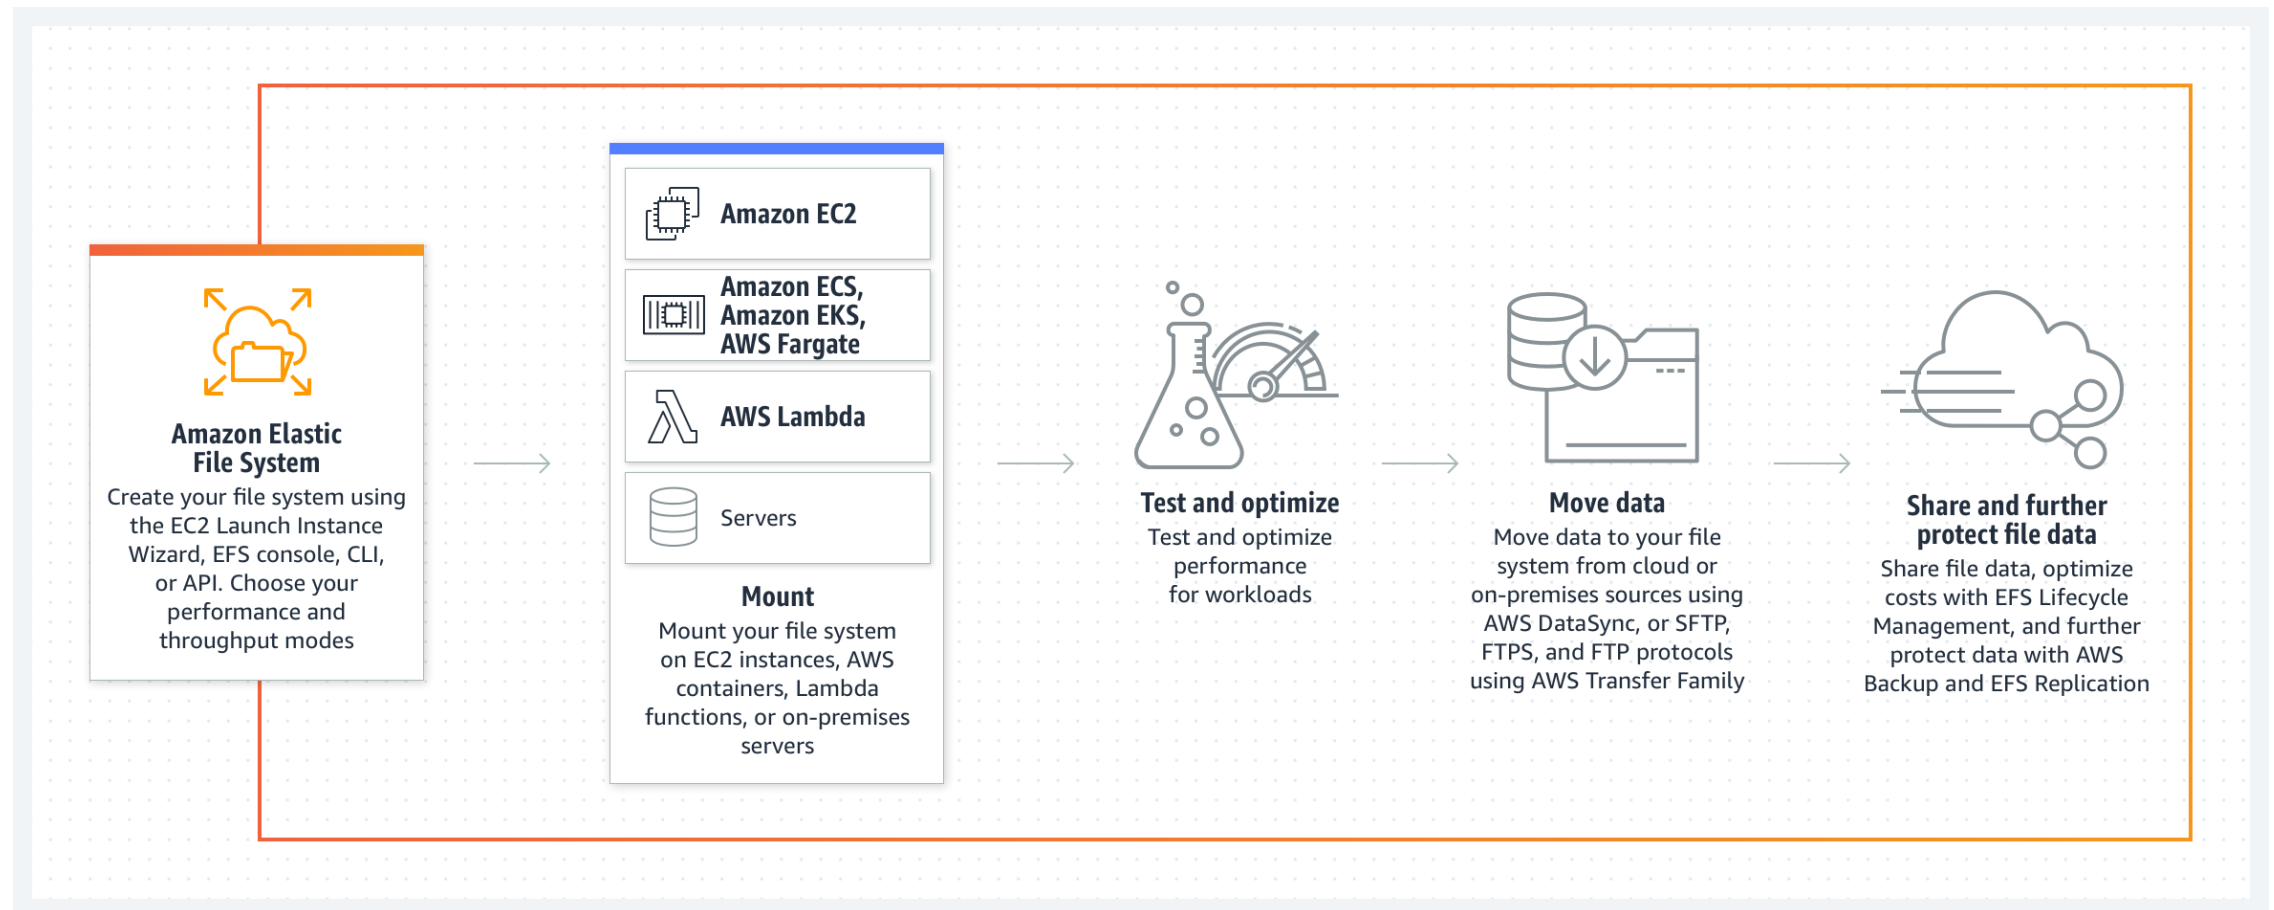 Amazon Elastic
File System
Create your file system using
the EC2 Launch Instance
Wizard, EFS console, CLI,
or API. Choose your
performance and
throughput modes
Amazon EC2
Amazon ECS,
Amazon EKS,
AWS Fargate
AWS Lambda
Servers
Mount
Mount your file system
on EC2 instances, AWS
containers, Lambda
functions, or on-premises
servers
Test and optimize
Test and optimize
performance
for workloads
Move data
Move data to your file
system from cloud or
on-premises sources using
AWS DataSync, or SFTP,
FTPS, and FTP protocols
using AWS Transfer Family
Share and further
protect file data
Share file data, optimize
costs with EFS Lifecycle
Management, and further
protect data with AWS
Backup and EFS Replication